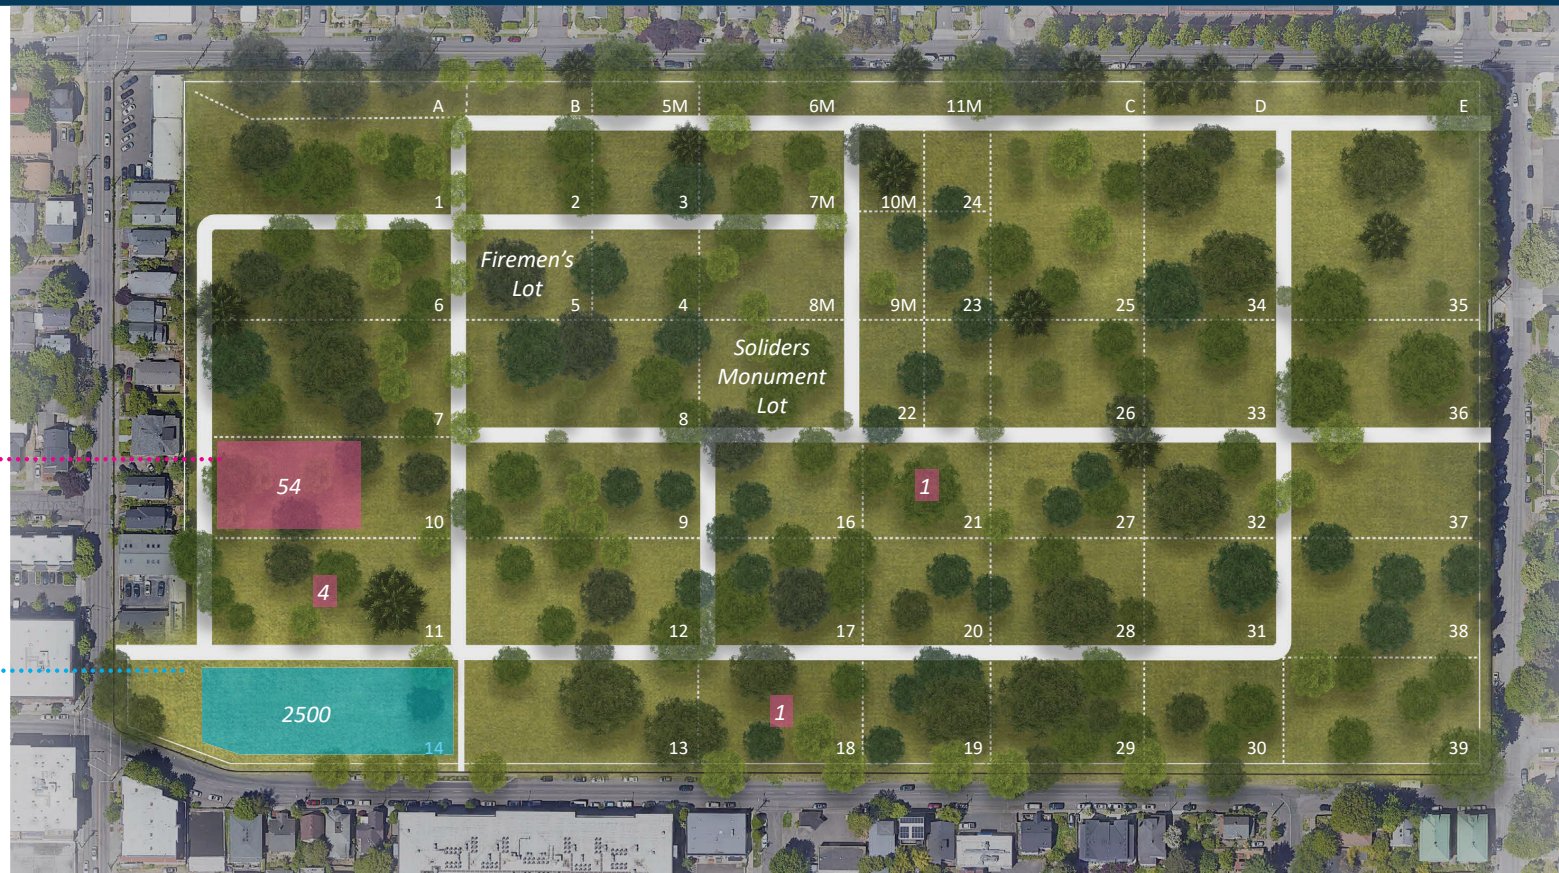 A B 5M 6M 11M C D E
1 2 3 7M 10M 24
Firemen's
Lot
6 5 4 8M 9M 23 25 34 35
Soliders
Monument
Lot
7 8 22 26 33 36
54
1
10 9 16 21 27 32 37
4
11 12 17 20 28 31 38
2500
1
14 13 18 19 29 30 39